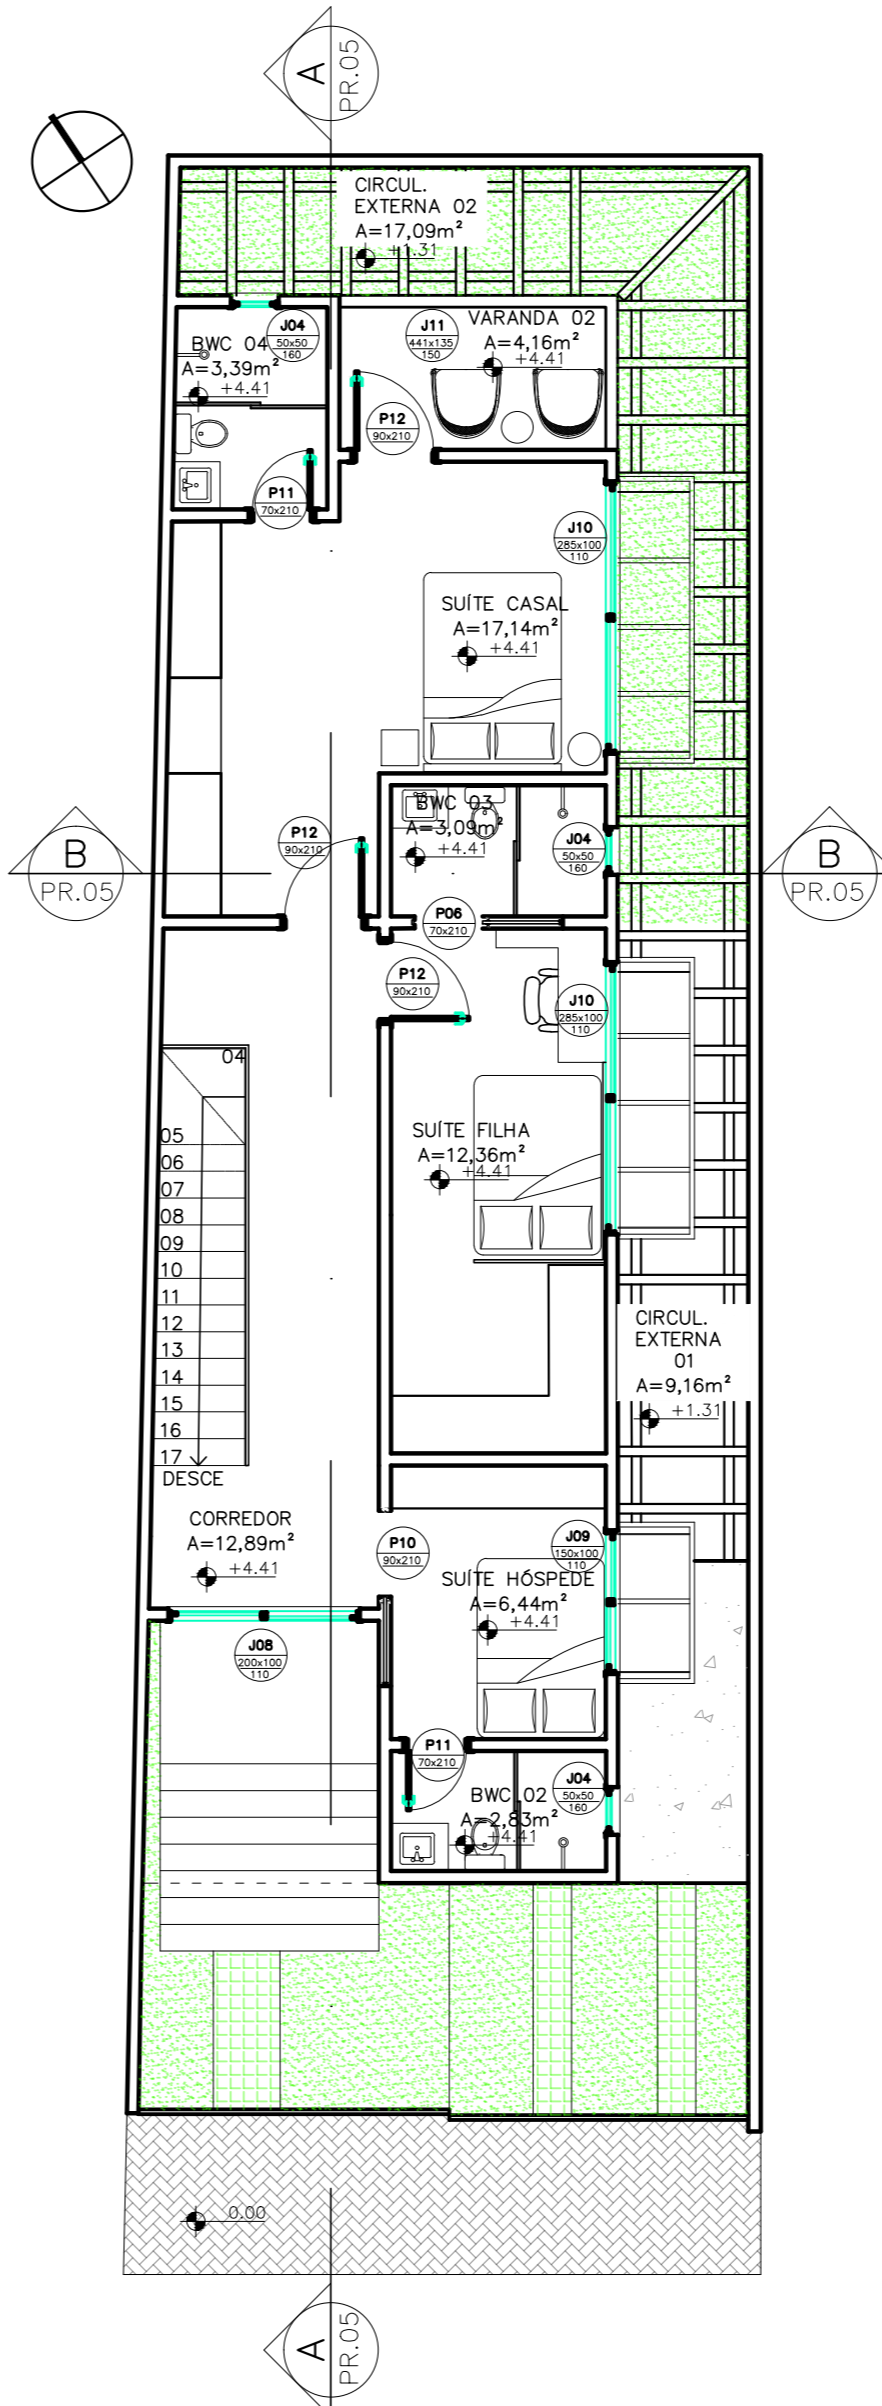 A
PR.05
CIRCUL.
EXTERNA 02
A=17,09m²
+1.31
J04
50x50
160
BWC 04
A=3,39m²
+4.41
J11
441x135
150
VARANDA 02
A=4,16m²
+4.41
P12
90x210
P11
70x210
J10
285x100
110
SUÍTE CASAL
A=17,14m²
+4.41
BWC 03
A=3,09m²
+4.41
P12
90x210
J04
50x50
160
B
PR.05
B
PR.05
P06
70x210
P12
90x210
J10
285x100
110
04
05
06
07
08
09
10
11
12
13
14
15
16
17
DESCE
SUÍTE FILHA
A=12,36m²
+4.41
CIRCUL.
EXTERNA
01
A=9,16m²
+1.31
CORREDOR
A=12,89m²
+4.41
P10
90x210
J09
150x100
110
SUÍTE HÓSPEDE
A=6,44m²
+4.41
J08
200x100
110
P11
70x210
J04
50x50
160
BWC 02
A=2,83m²
+4.41
0.00
A
PR.05